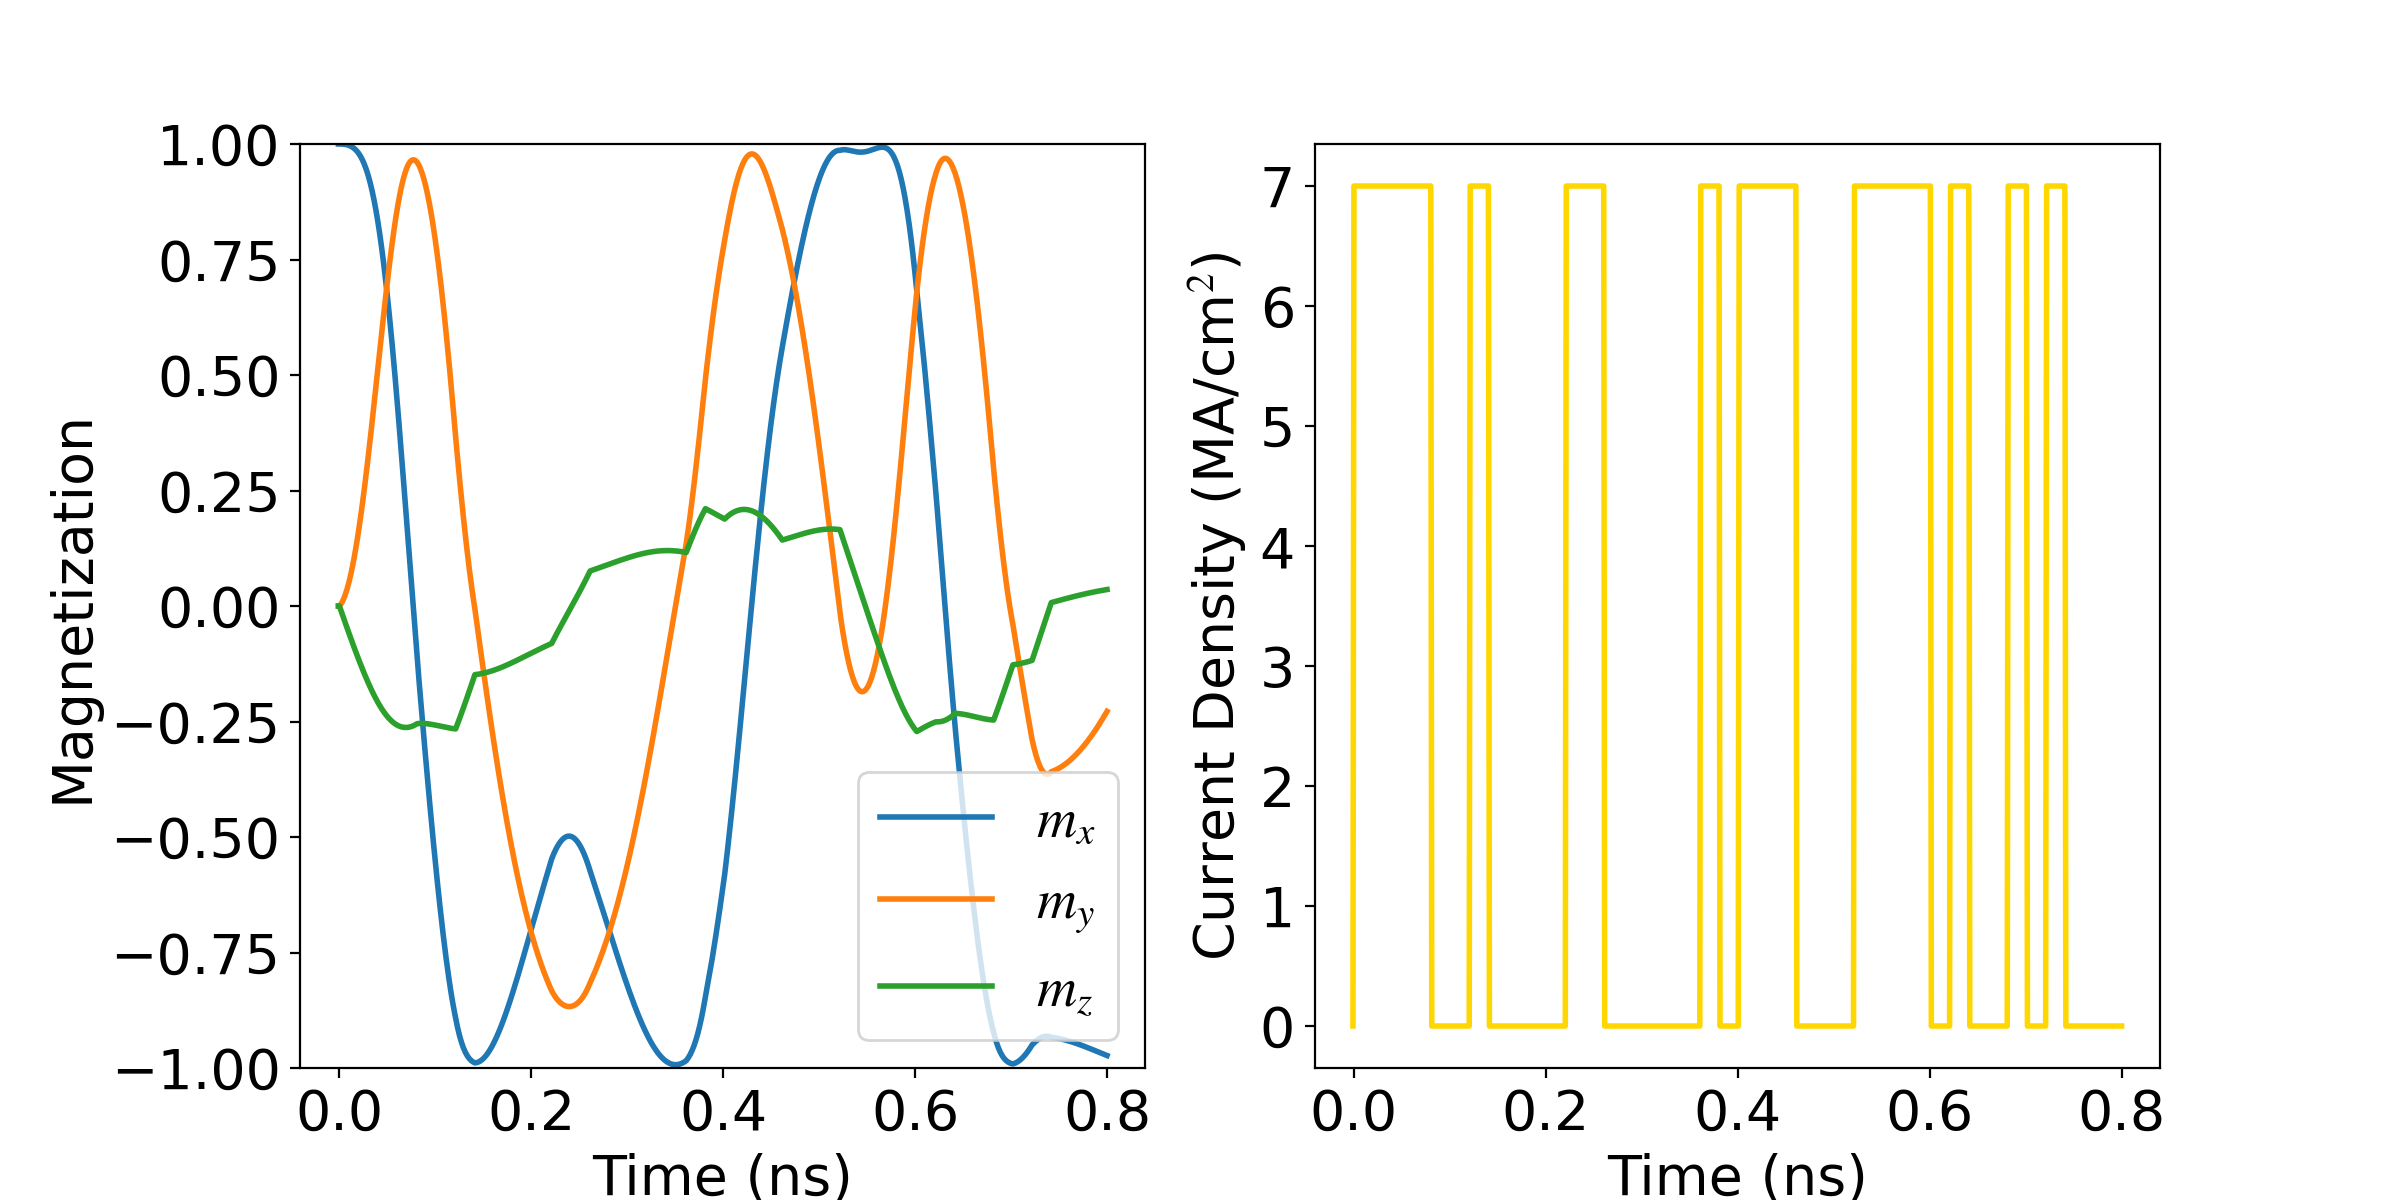 Magnetization
1.00
0.75
0.50
0.25
0.00
−0.25
−0.50
−0.75
−1.00
0.0 0.2 0.4 0.6 0.8
Time (ns)
m_x
m_y
m_z
Current Density (MA/cm²)
7
6
5
4
3
2
1
0
0.0 0.2 0.4 0.6 0.8
Time (ns)